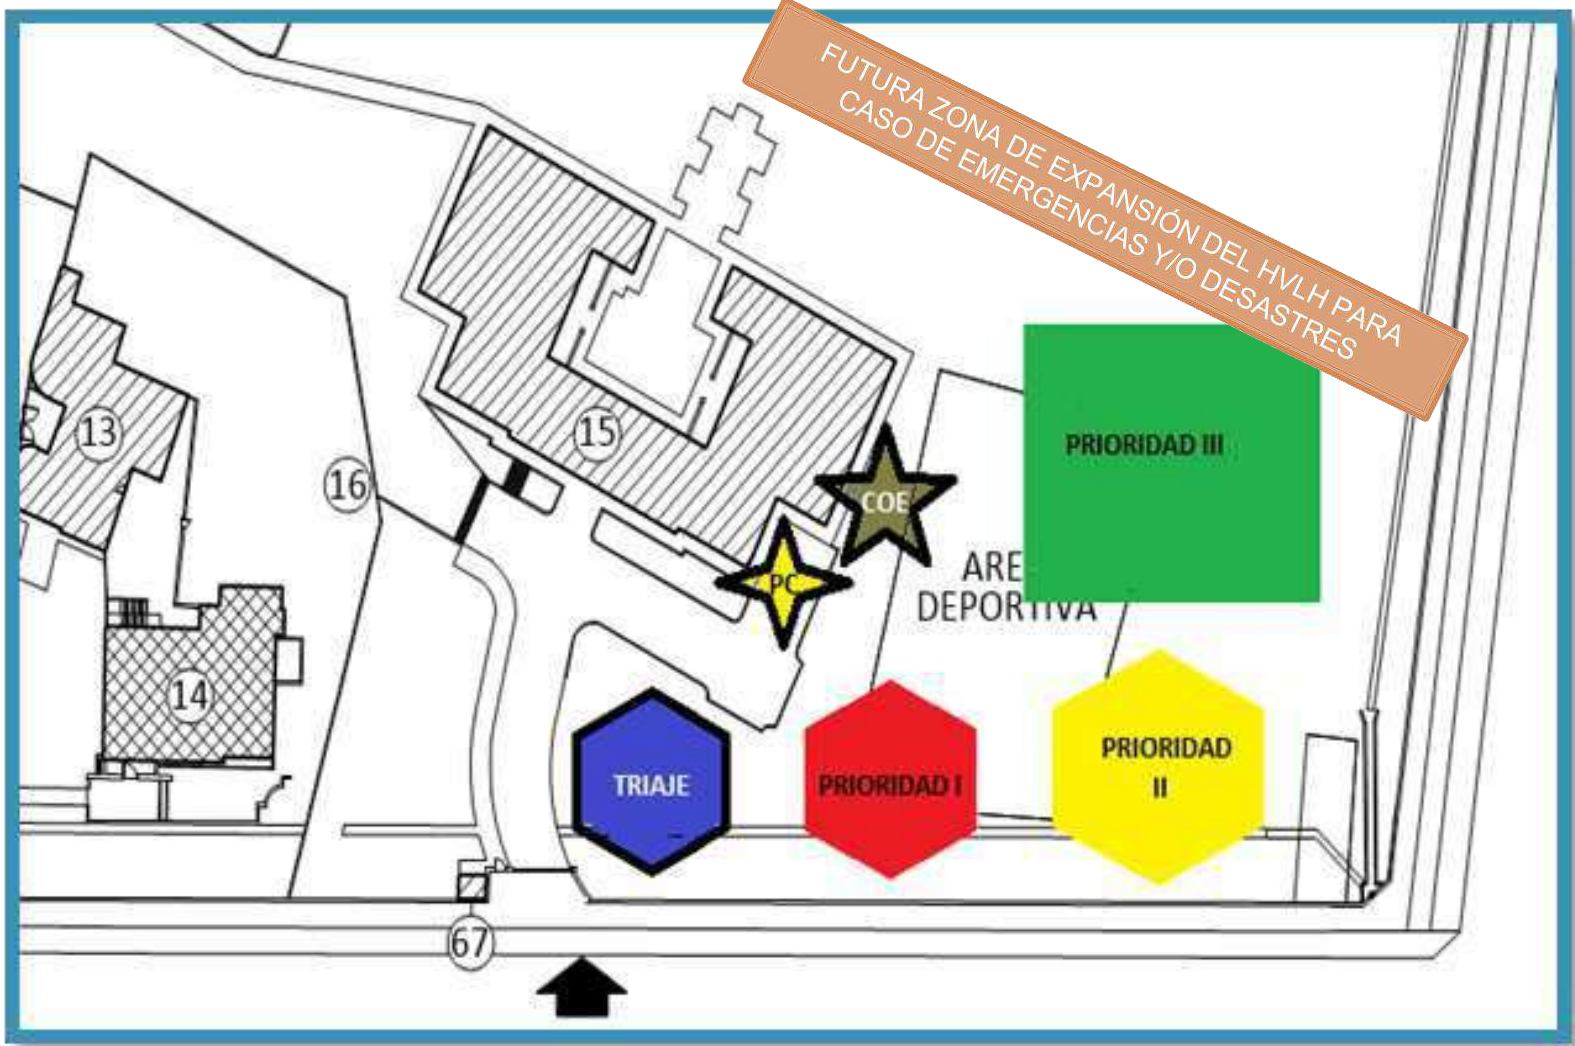 FUTURA ZONA DE EXPANSIÓN DEL HVLH PARA
CASO DE EMERGENCIAS Y/O DESASTRES
13
15
16
PRIORIDAD III
COE
PC
ARE
DEPORTIVA
14
TRIAJE
PRIORIDAD I
PRIORIDAD
II
67